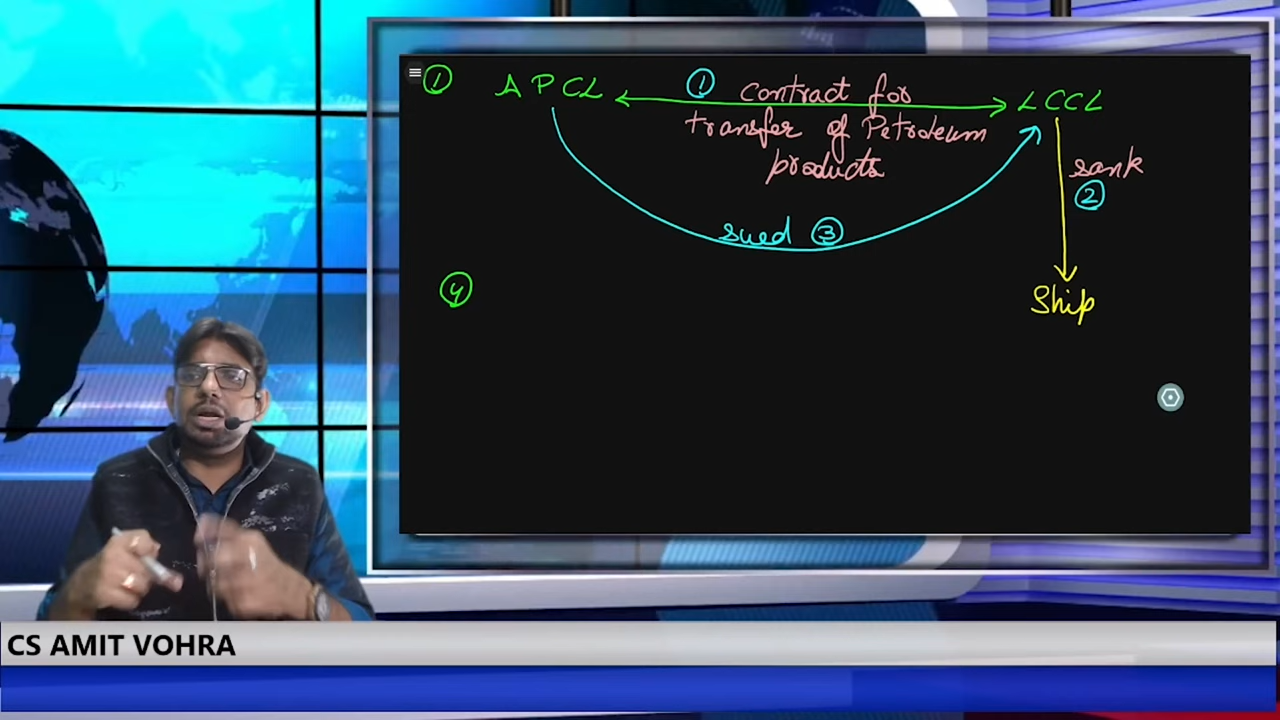 ① APCL ① contract for LCCL
transfer of Petroleum
products
sank
②
sued ③
④
Ship
CS AMIT VOHRA